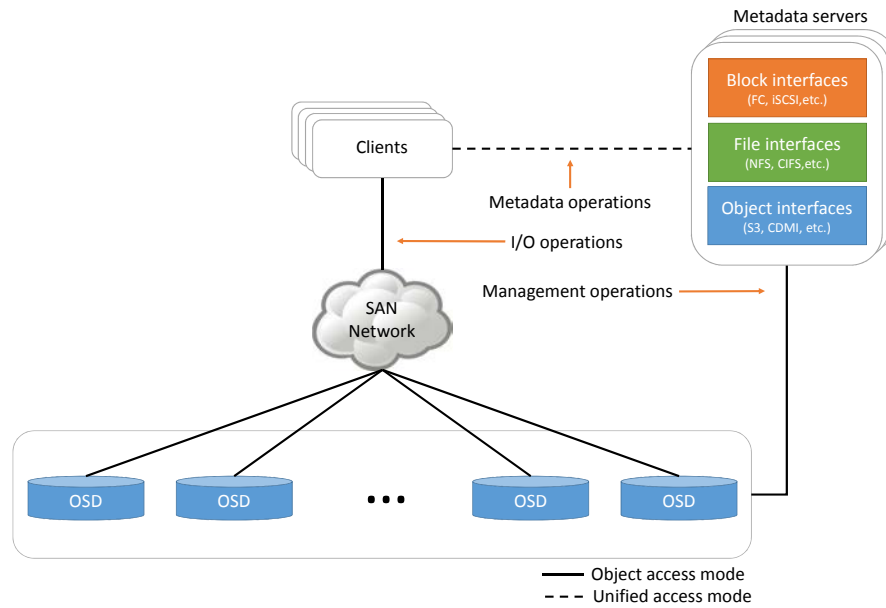 Metadata servers
Block interfaces
(FC, iSCSI,etc.)
File interfaces
(NFS, CIFS,etc.)
Object interfaces
(S3, CDMI, etc.)
Clients
Metadada operations
I/O operations
Management operations
SAN
Network
OSD
OSD
...
OSD
OSD
Object access mode
Unified access mode